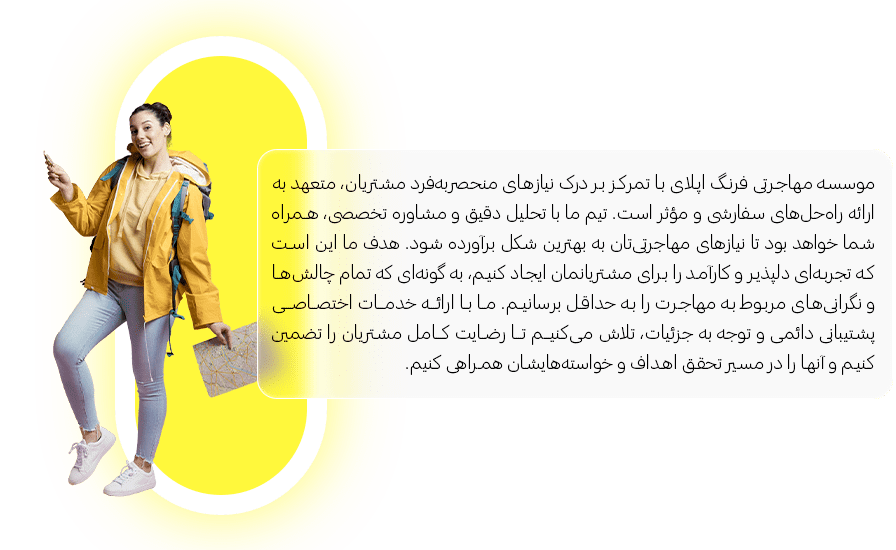 موسسه مهاجرتی فرنگ اپلای با تمرکز بر درک نیازهای منحصربه‌فرد مشتریان، متعهد به
ارائه راه‌حل‌های سفارشی و مؤثر است. تیم ما با تحلیل دقیق و مشاوره تخصصی، همراه
شما خواهد بود تا نیازهای مهاجرتی‌تان به بهترین شکل برآورده شود. هدف ما این است
که تجربه‌ای دلپذیر و کارآمد را برای مشتریانمان ایجاد کنیم، به گونه‌ای که تمام چالش‌ها
و نگرانی‌های مربوط به مهاجرت را به حداقل برسانیم. ما با ارائه خدمات اختصاصی
پشتیبانی دائمی و توجه به جزئیات، تلاش می‌کنیم تا رضایت کامل مشتریان را تضمین
کنیم و آنها را در مسیر تحقق اهداف و خواسته‌هایشان همراهی کنیم.